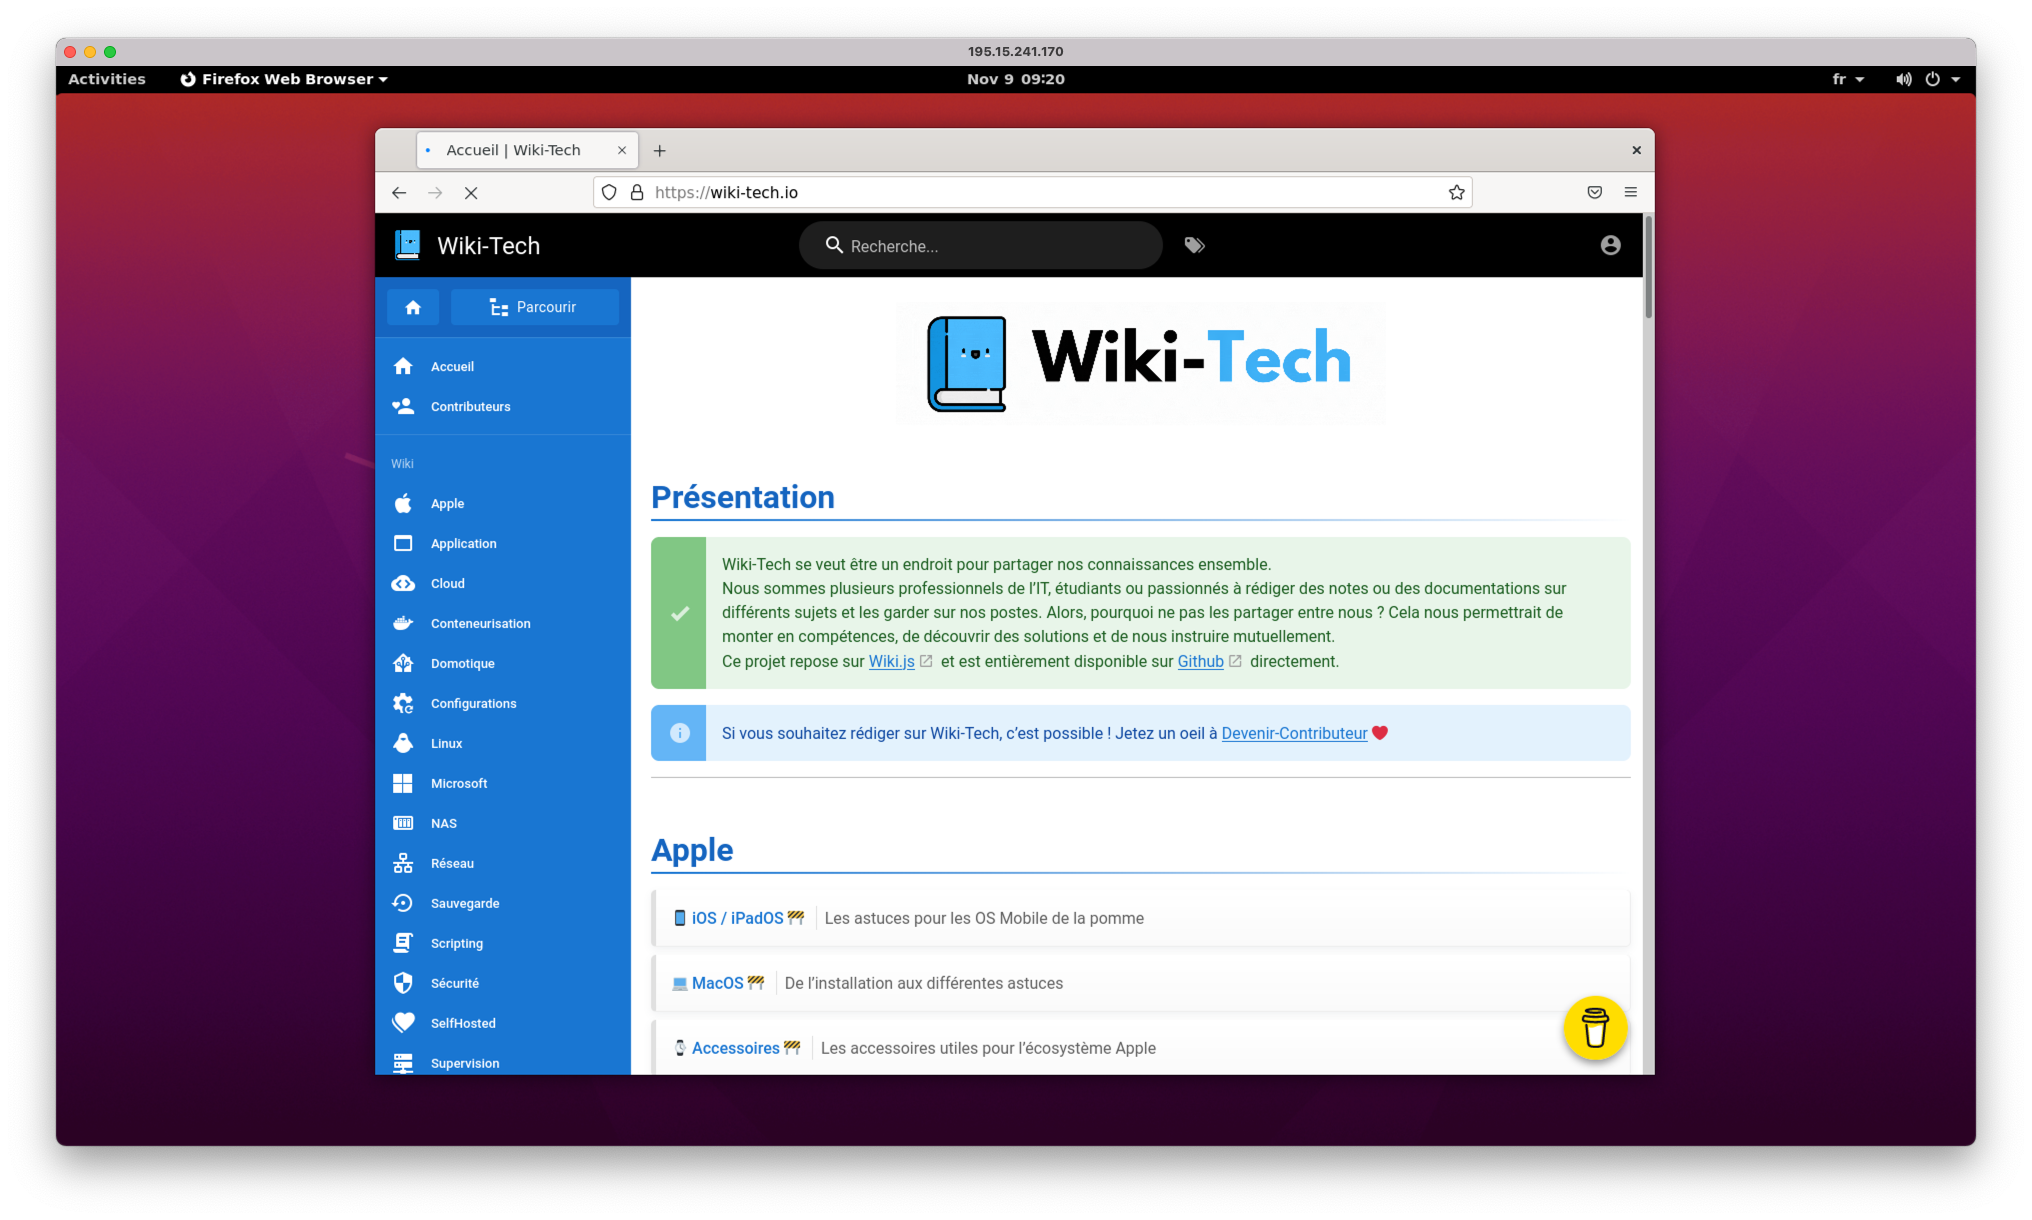 195.15.241.170
Activities
Firefox Web Browser
Nov 9 09:20
fr
Accueil | Wiki-Tech
https://wiki-tech.io
Wiki-Tech
Recherche...
Parcourir
Accueil
Contributeurs
Wiki
Apple
Application
Cloud
Conteneurisation
Domotique
Configurations
Linux
Microsoft
NAS
Réseau
Sauvegarde
Scripting
Sécurité
SelfHosted
Supervision
Wiki-Tech
Présentation
Wiki-Tech se veut être un endroit pour partager nos connaissances ensemble.
Nous sommes plusieurs professionnels de l’IT, étudiants ou passionnés à rédiger des notes ou des documentations sur
différents sujets et les garder sur nos postes. Alors, pourquoi ne pas les partager entre nous ? Cela nous permettrait de
monter en compétences, de découvrir des solutions et de nous instruire mutuellement.
Ce projet repose sur Wiki.js et est entièrement disponible sur Github directement.
Si vous souhaitez rédiger sur Wiki-Tech, c’est possible ! Jetez un oeil à Devenir-Contributeur
Apple
iOS / iPadOS Les astuces pour les OS Mobile de la pomme
MacOS De l’installation aux différentes astuces
Accessoires Les accessoires utiles pour l’écosystème Apple